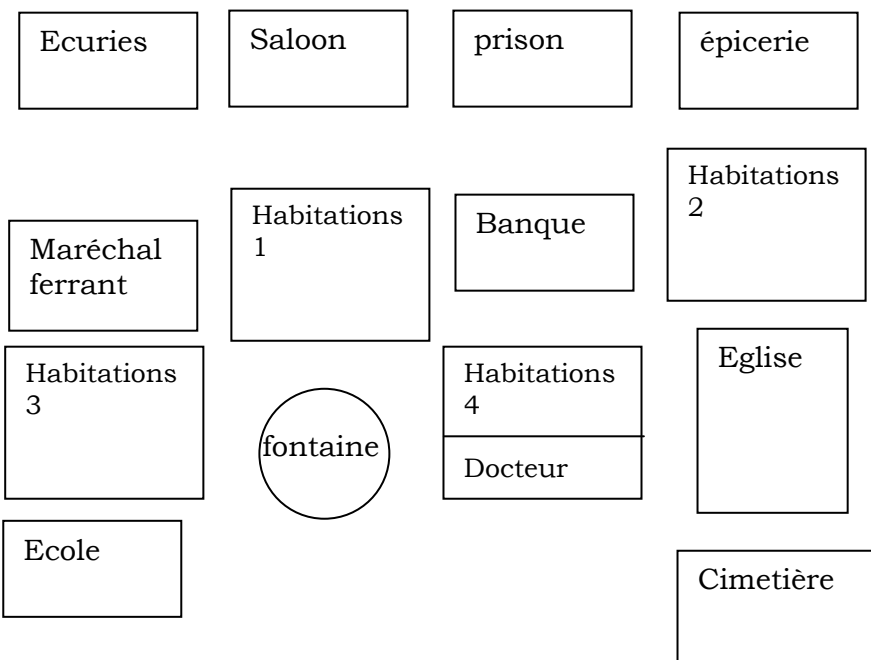 Ecuries
Saloon
prison
épicerie
Habitations
2
Habitations
1
Banque
Maréchal
ferrant
Habitations
3
Habitations
4
Eglise
fontaine
Docteur
Ecole
Cimetière